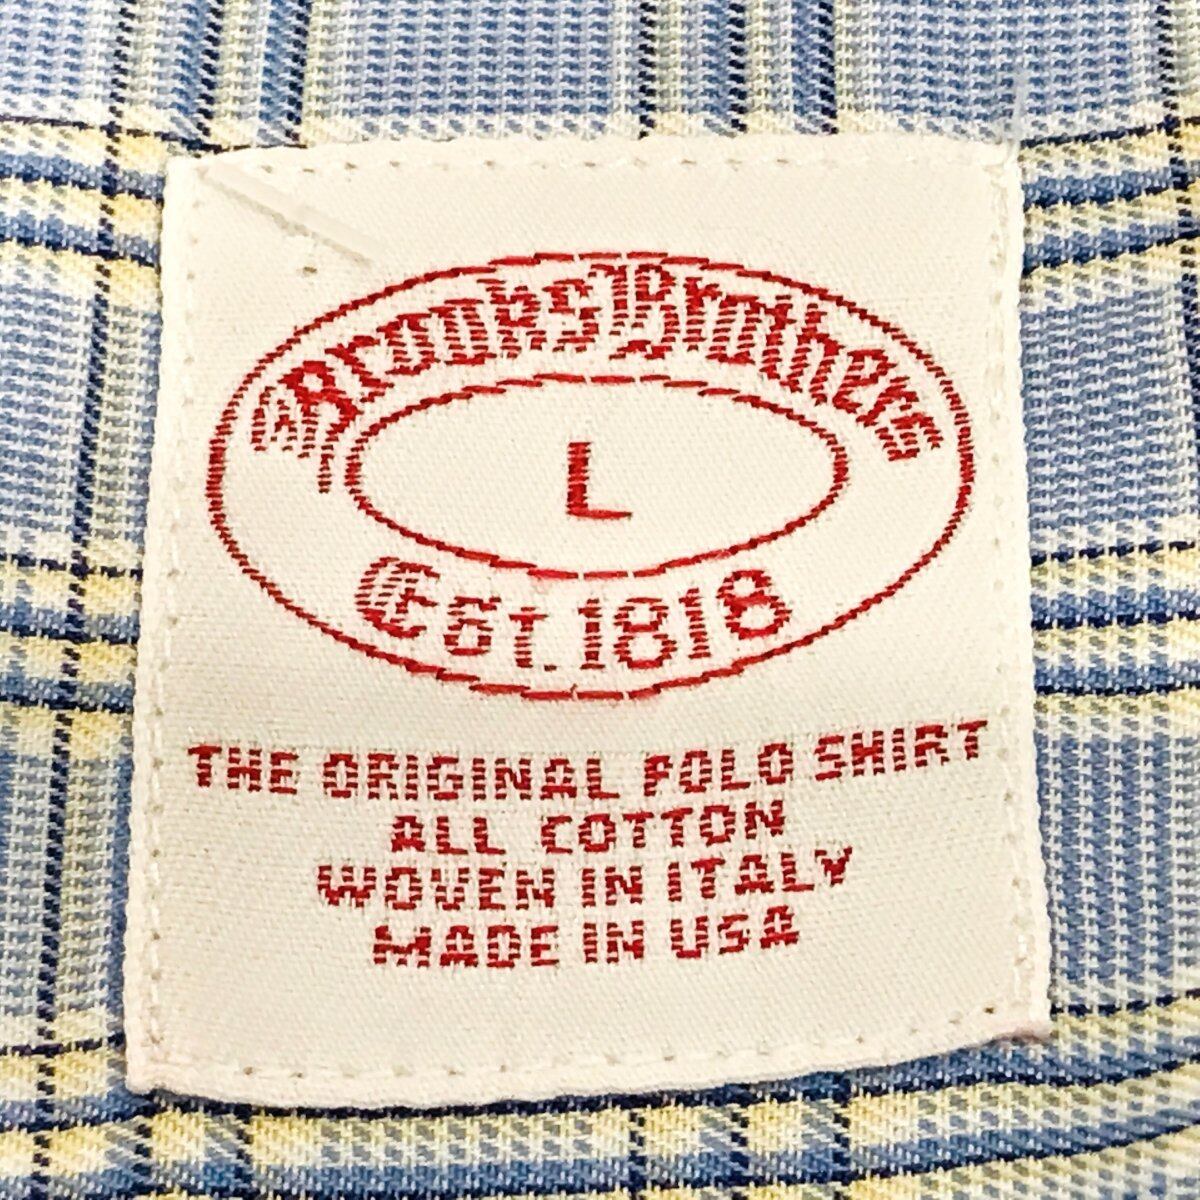 Brooks Brothers
L
Est. 1818
THE ORIGINAL POLO SHIRT
ALL COTTON
WOVEN IN ITALY
MADE IN USA